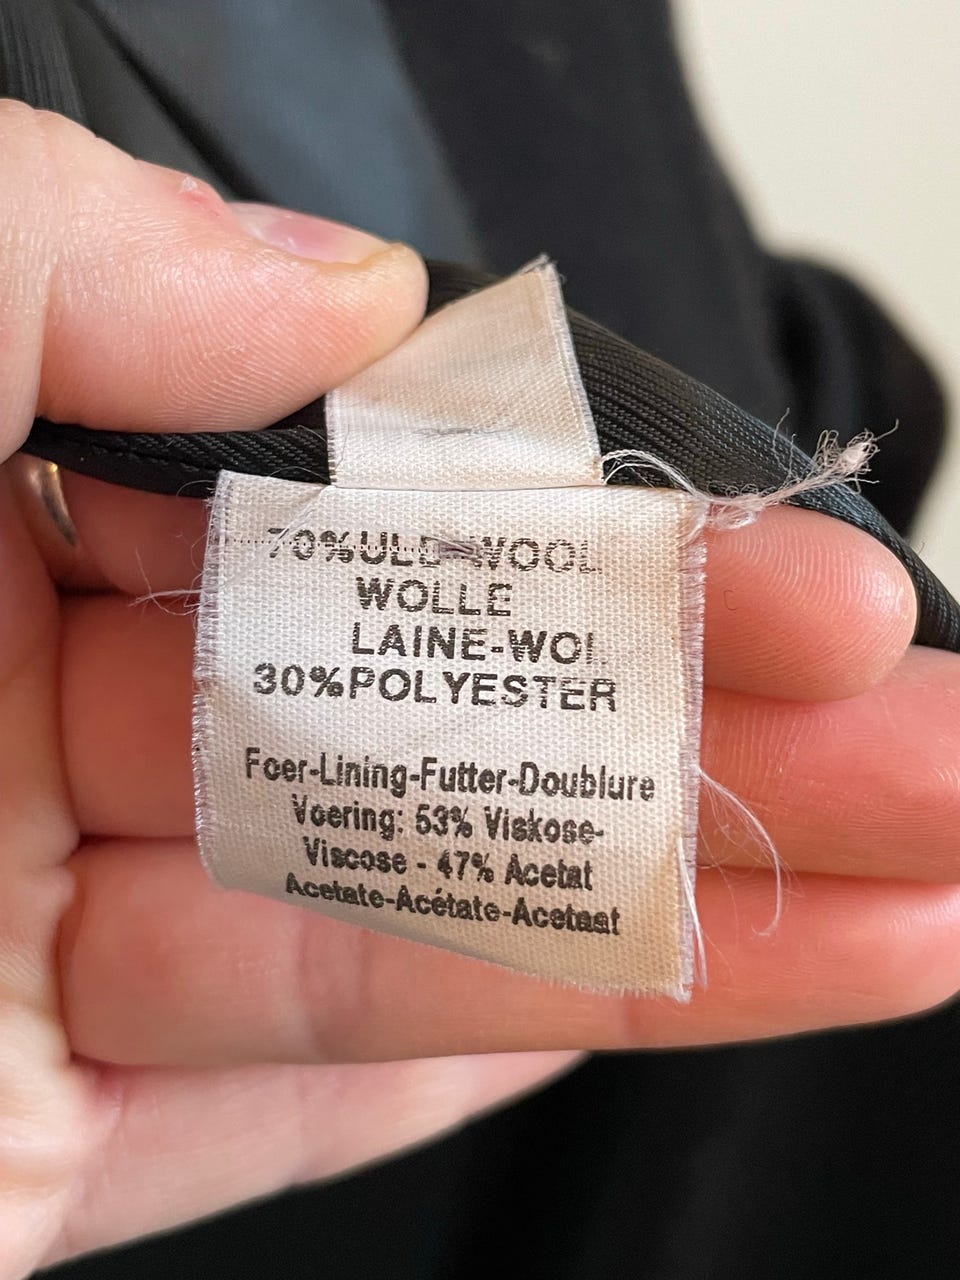 70%ULD-WOOL
WOLLE
LAINE-WOL
30%POLYESTER
Foer-Lining-Futter-Doublure
Voering: 53% Viskose-
Viscose - 47% Acetat
Acetate-Acétate-Acetaat